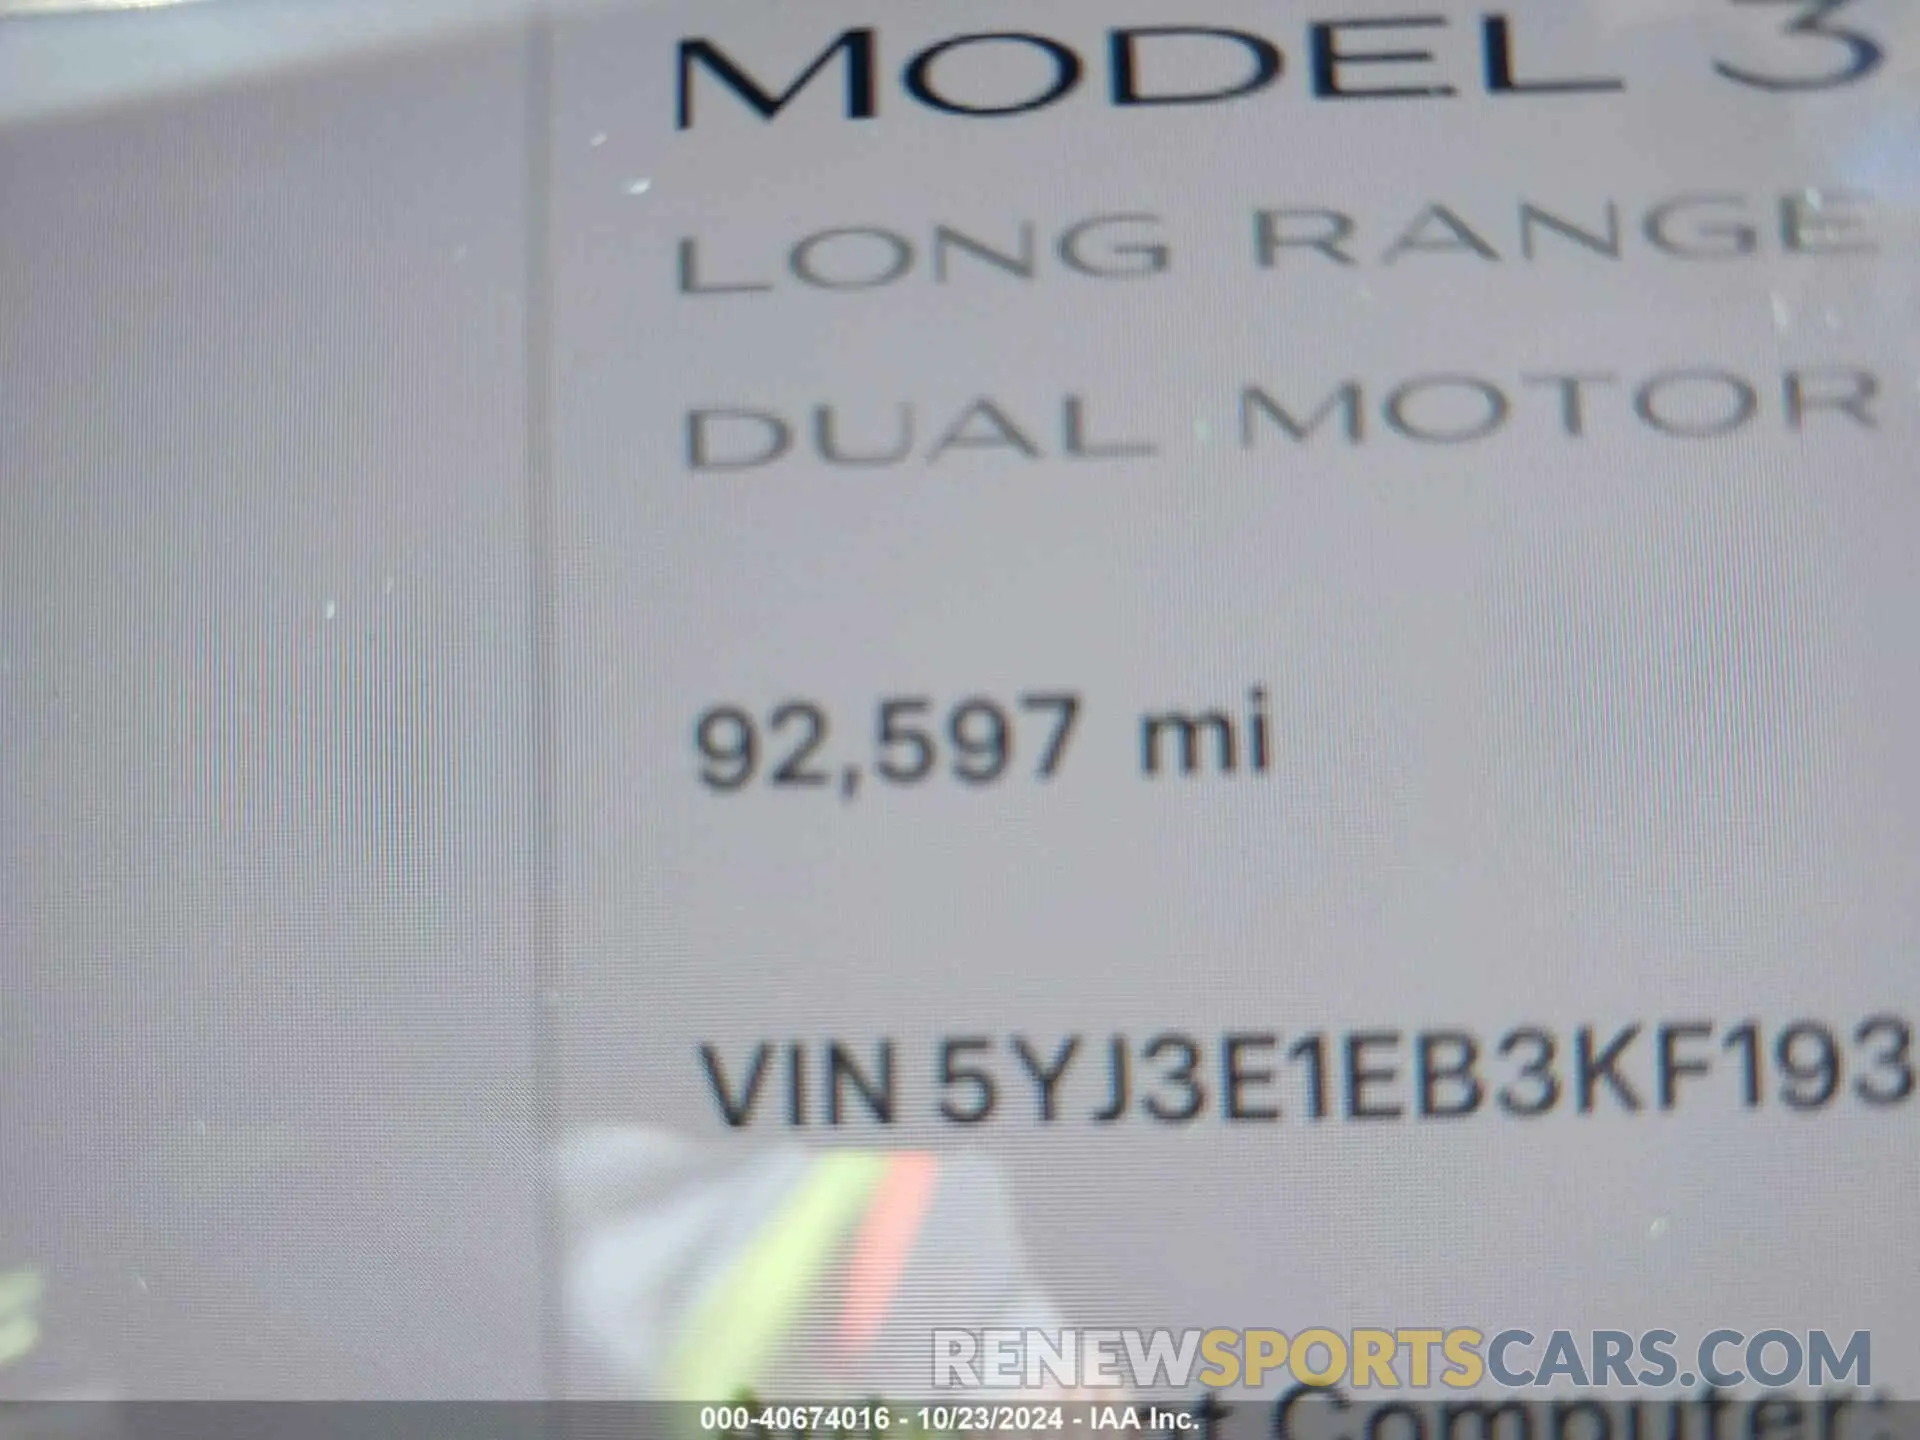 MODEL 3
LONG RANGE
DUAL MOTOR
92,597 mi
VIN 5YJ3E1EB3KF193
RENEWSPORTSCARS.COM
Computer:
000-40674016 - 10/23/2024 - IAA Inc.